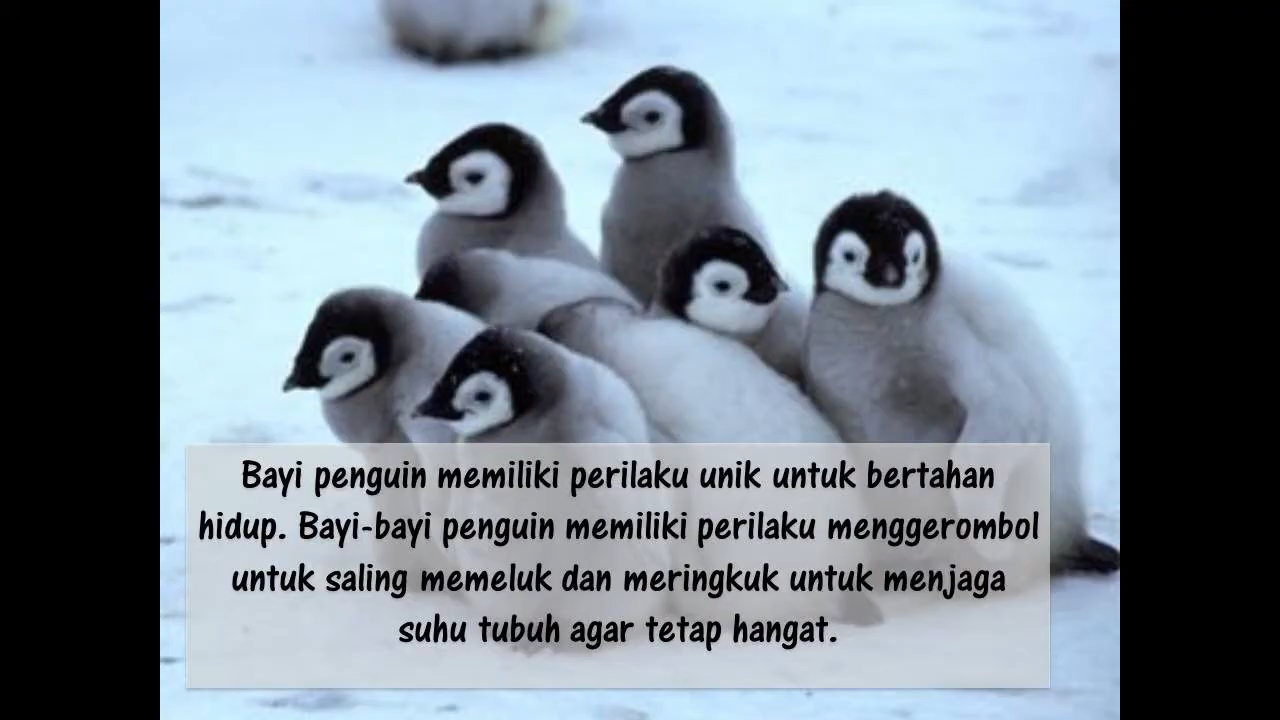 Bayi penguin memiliki perilaku unik untuk bertahan
hidup. Bayi-bayi penguin memiliki perilaku menggerombol
untuk saling memeluk dan meringkuk untuk menjaga
suhu tubuh agar tetap hangat.